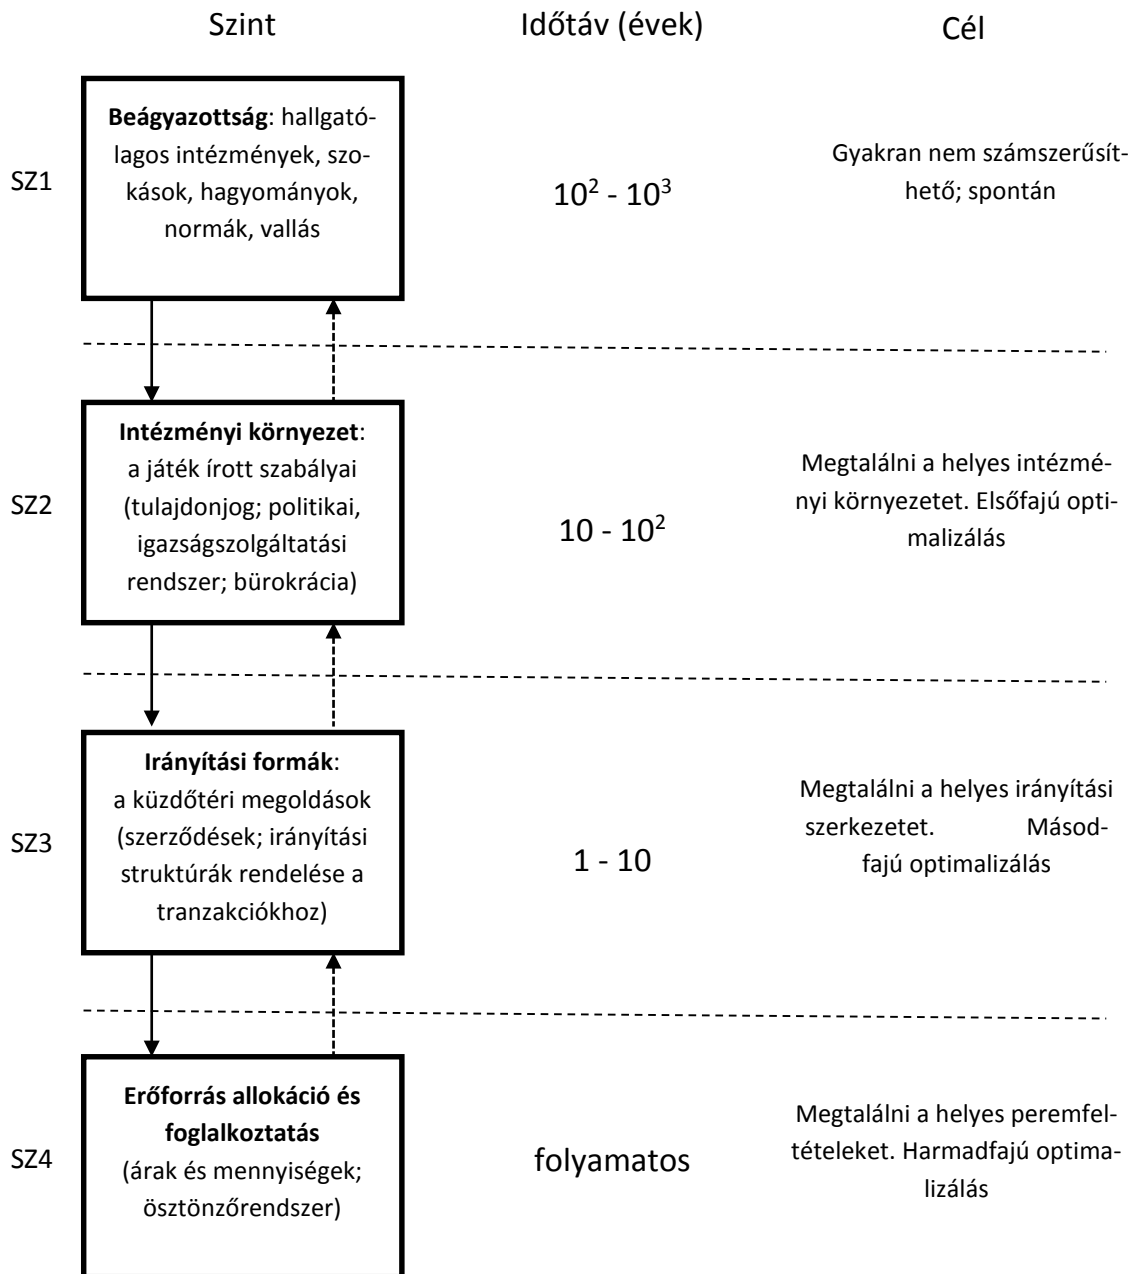 Szint Időtáv (évek) Cél
SZ1
Beágyazottság: hallgató-
lagos intézmények, szo-
kások, hagyományok,
normák, vallás
10² - 10³
Gyakran nem számszerűsít-
hető; spontán
SZ2
Intézményi környezet:
a játék írott szabályai
(tulajdonjog; politikai,
igazságszolgáltatási
rendszer; bürokrácia)
10 - 10²
Megtalálni a helyes intézmé-
nyi környezetet. Elsőfajú opti-
malizálás
SZ3
Irányítási formák:
a küzdőtéri megoldások
(szerződések; irányítási
struktúrák rendelése a
tranzakciókhoz)
1 - 10
Megtalálni a helyes irányítási
szerkezetet. Másod-
fajú optimalizálás
SZ4
Erőforrás allokáció és
foglalkoztatás
(árak és mennyiségek;
ösztönzőrendszer)
folyamatos
Megtalálni a helyes peremfel-
tételeket. Harmadfajú optima-
lizálás